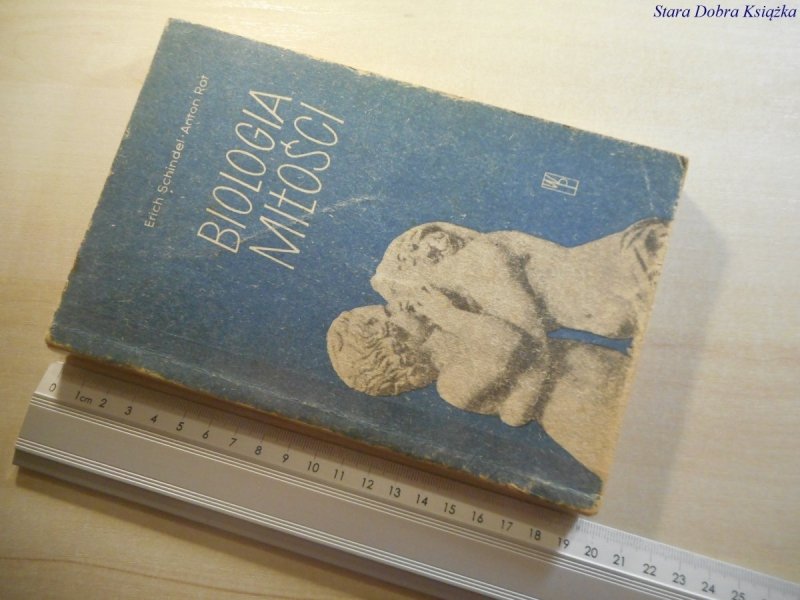 Stara Dobra Książka
Erich Schindel: Anton Rot
BIOLOGIA
MIŁOŚCI
0 1cm 2 3 4 5 6 7 8 9 10 11 12 13 14 15 16 17 18 19 20 21 22 23 24 25